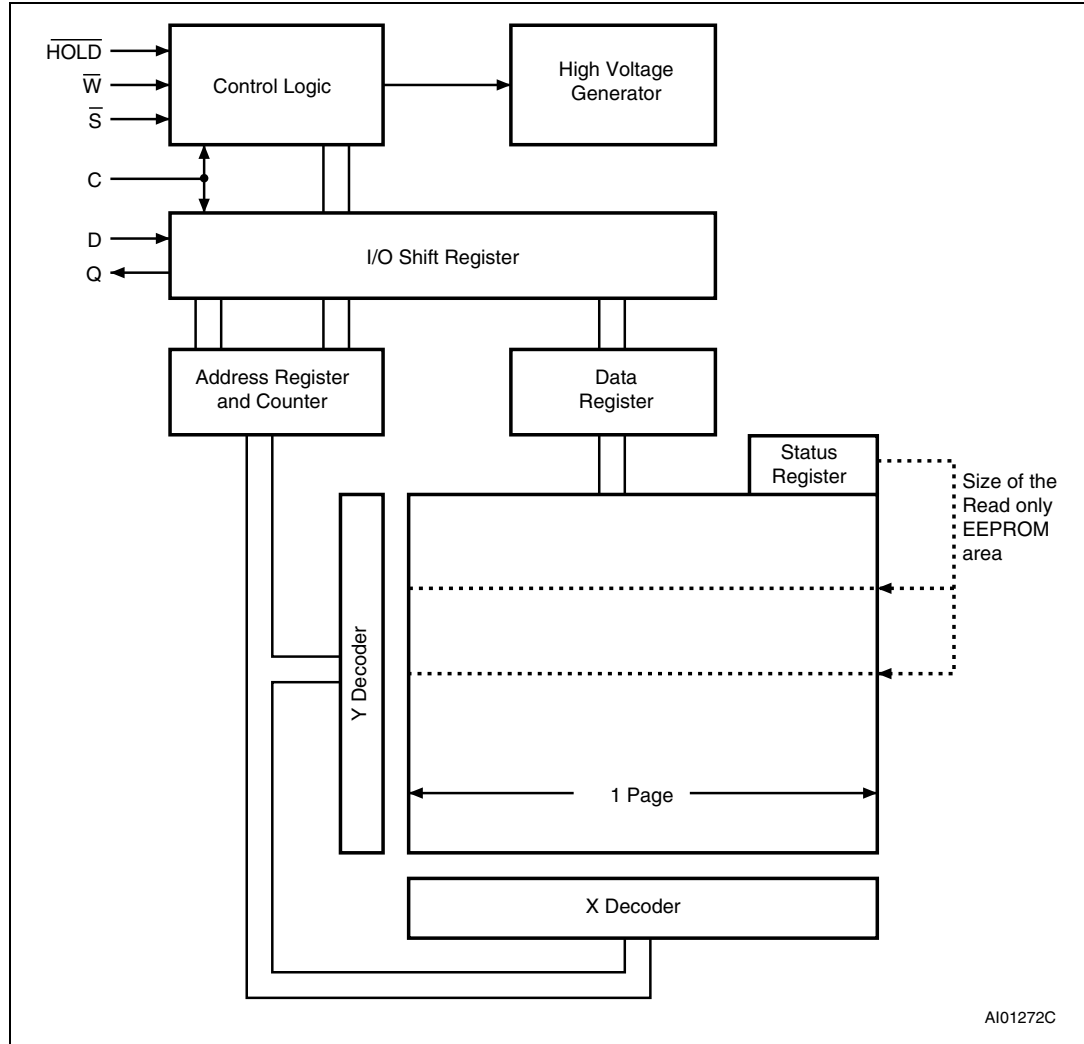 H̅O̅L̅D̅
W̅
S̅
C
D
Q
Control Logic
High Voltage
Generator
I/O Shift Register
Address Register
and Counter
Data
Register
Status
Register
Size of the
Read only
EEPROM
area
Y Decoder
1 Page
X Decoder
AI01272C